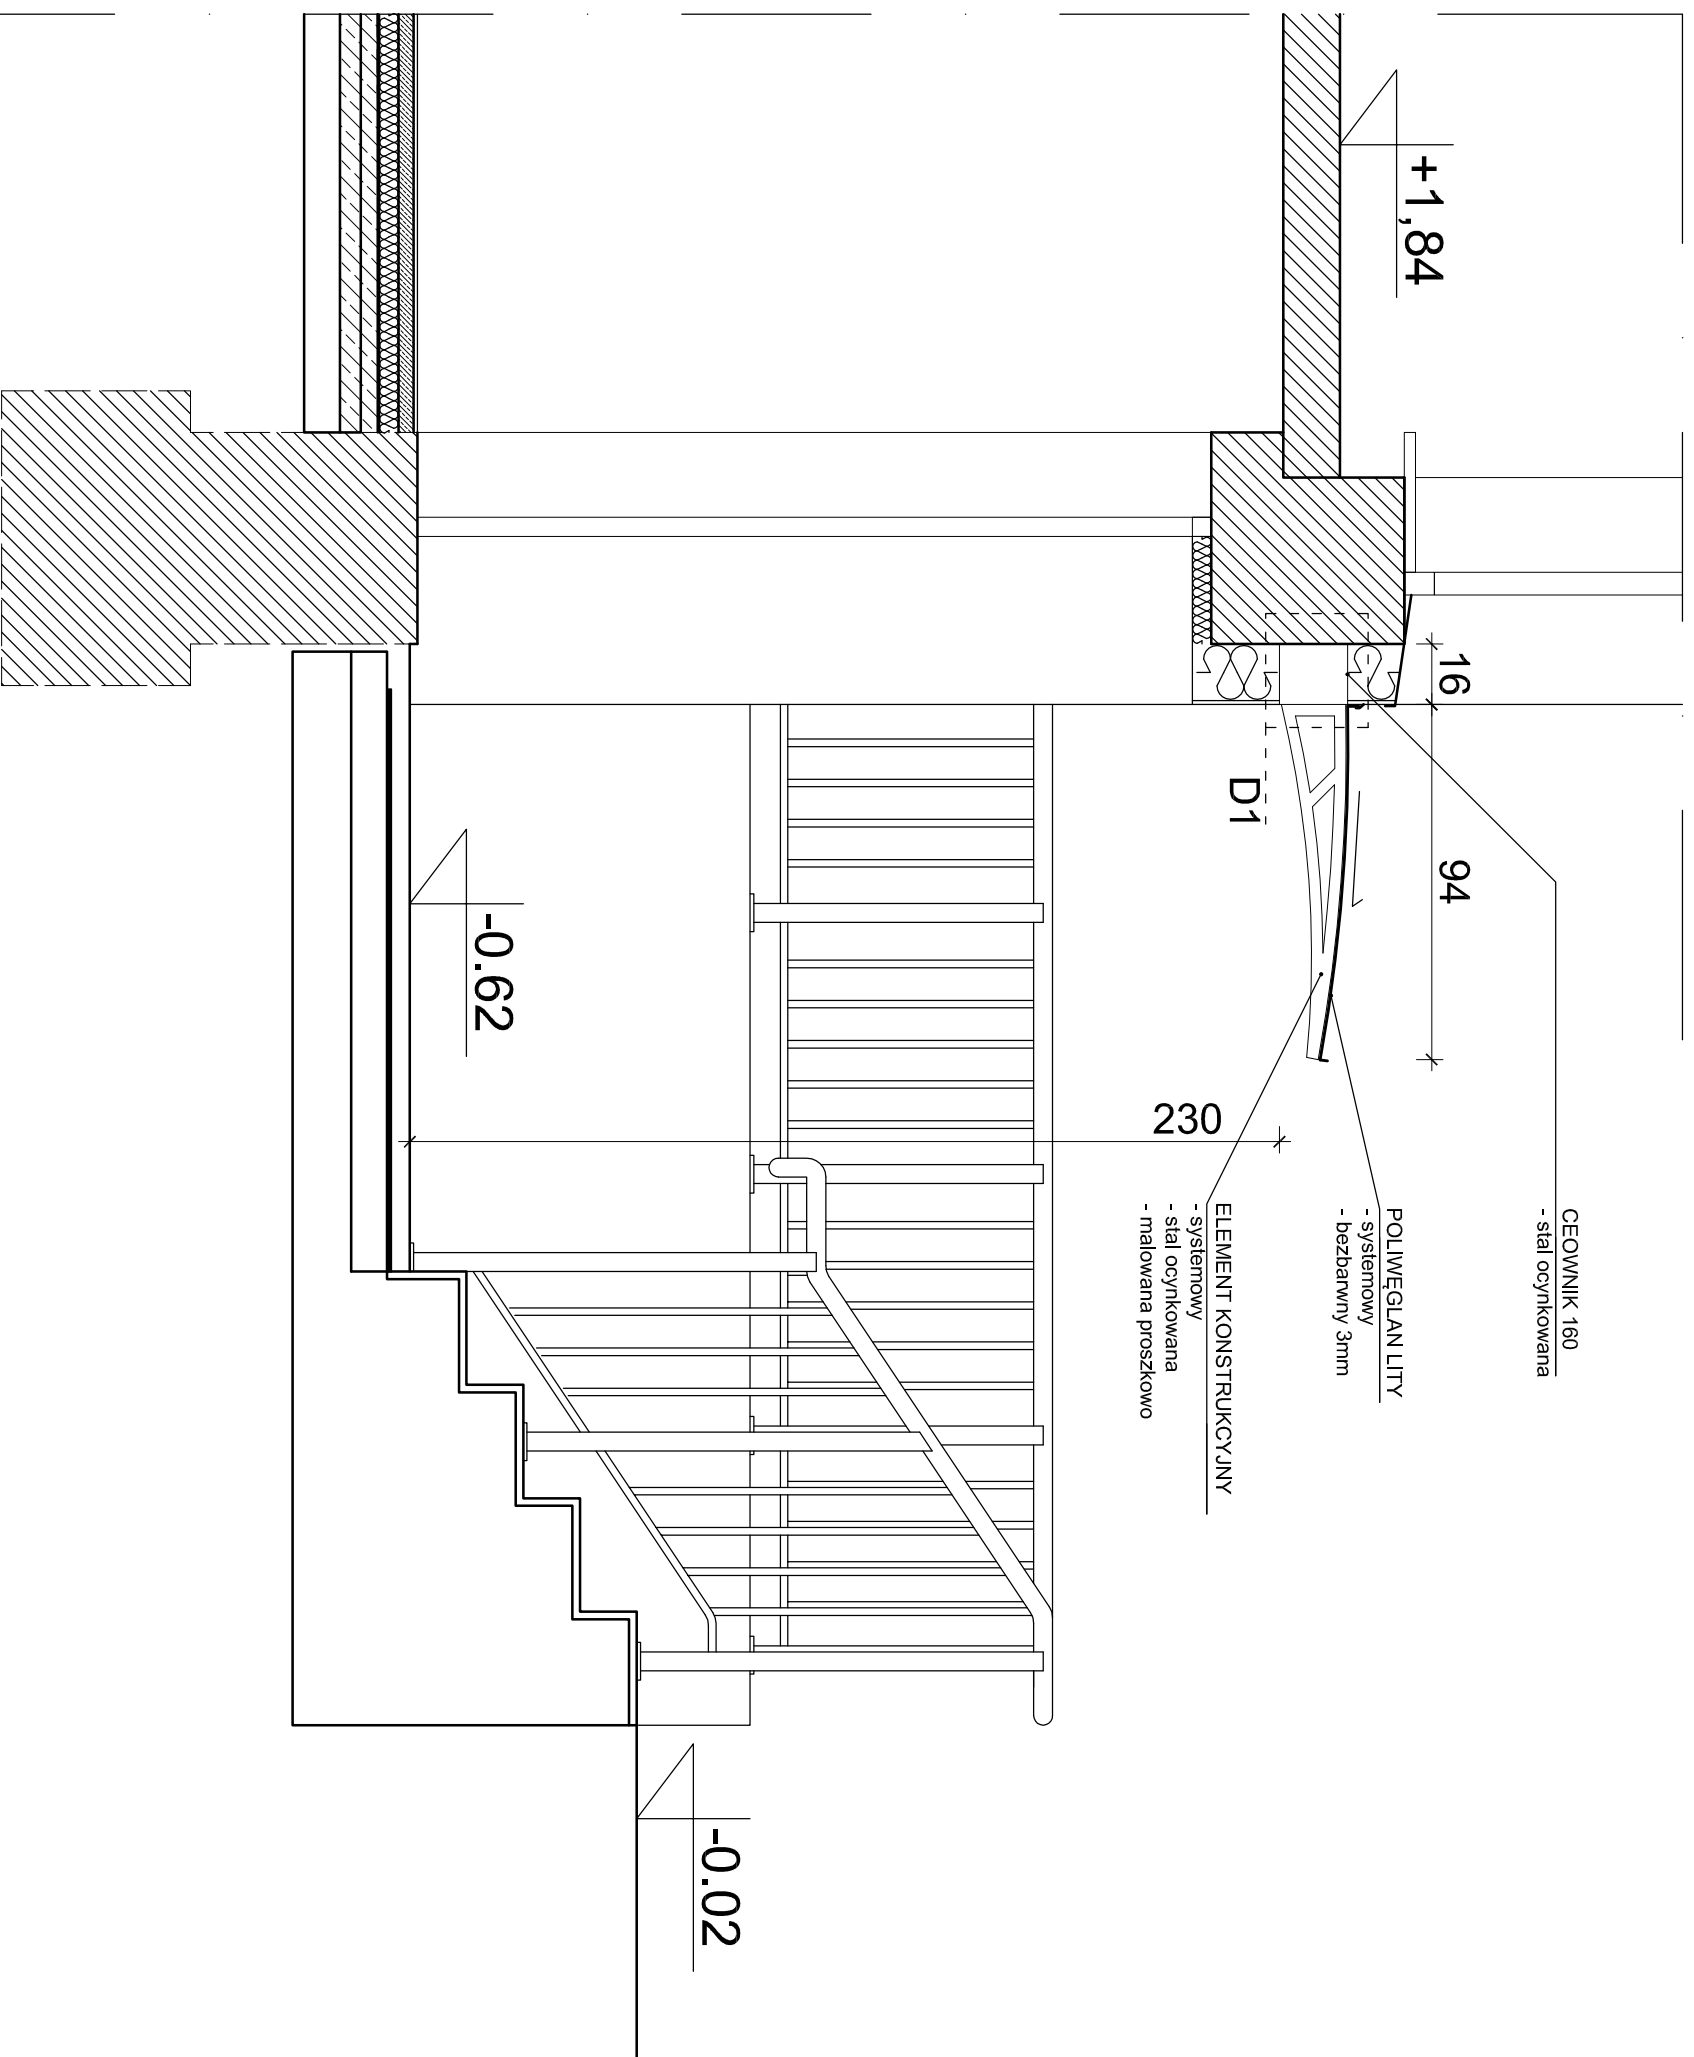 CEOWNIK 160
- stal ocynkowana
POLIWĘGLAN LITY
- systemowy
- bezbarwny 3mm
ELEMENT KONSTRUKCYJNY
- systemowy
- stal ocynkowana
- malowana proszkowo
+1,84
16
94
D1
230
-0.62
-0.02